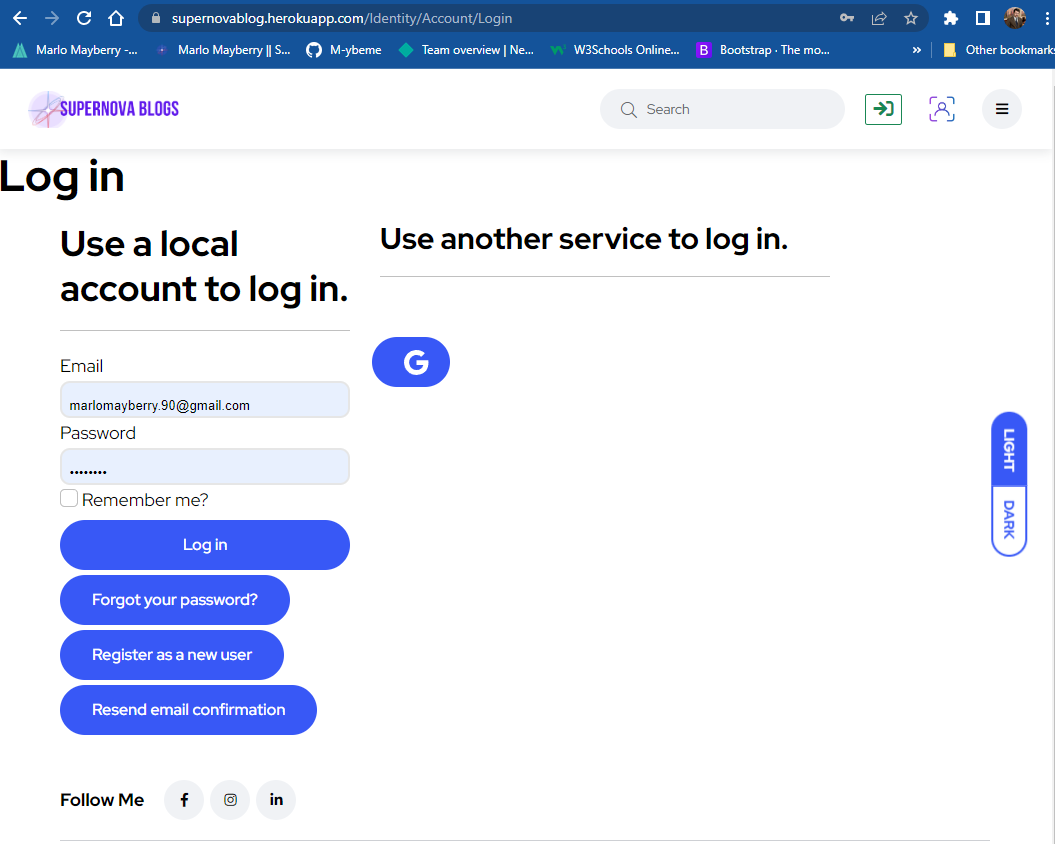 supernovablog.herokuapp.com/Identity/Account/Login
Marlo Mayberry -...
Marlo Mayberry || S...
M-ybeme
Team overview | Ne...
W3Schools Online...
B
Bootstrap · The mo...
»
Other bookmarks
SUPERNOVA BLOGS
Search
Log in
Use a local
account to log in.
Use another service to log in.
Email
marlomayberry.90@gmail.com
G
Password
........
Remember me?
Log in
Forgot your password?
Register as a new user
Resend email confirmation
LIGHT
DARK
Follow Me
f
in